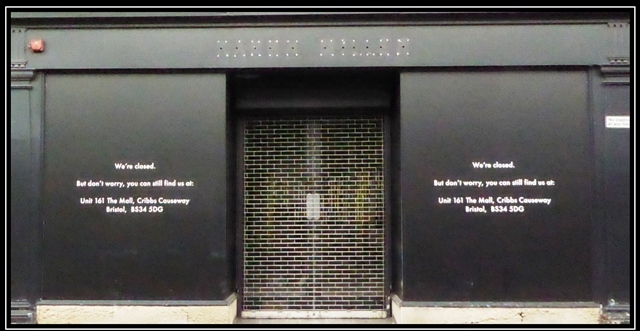 We're closed.
But don't worry, you can still find us at:
Unit 161 The Mall, Cribbs Causeway
Bristol, BS34 5DG
We're closed.
But don't worry, you can still find us at:
Unit 161 The Mall, Cribbs Causeway
Bristol, BS34 5DG